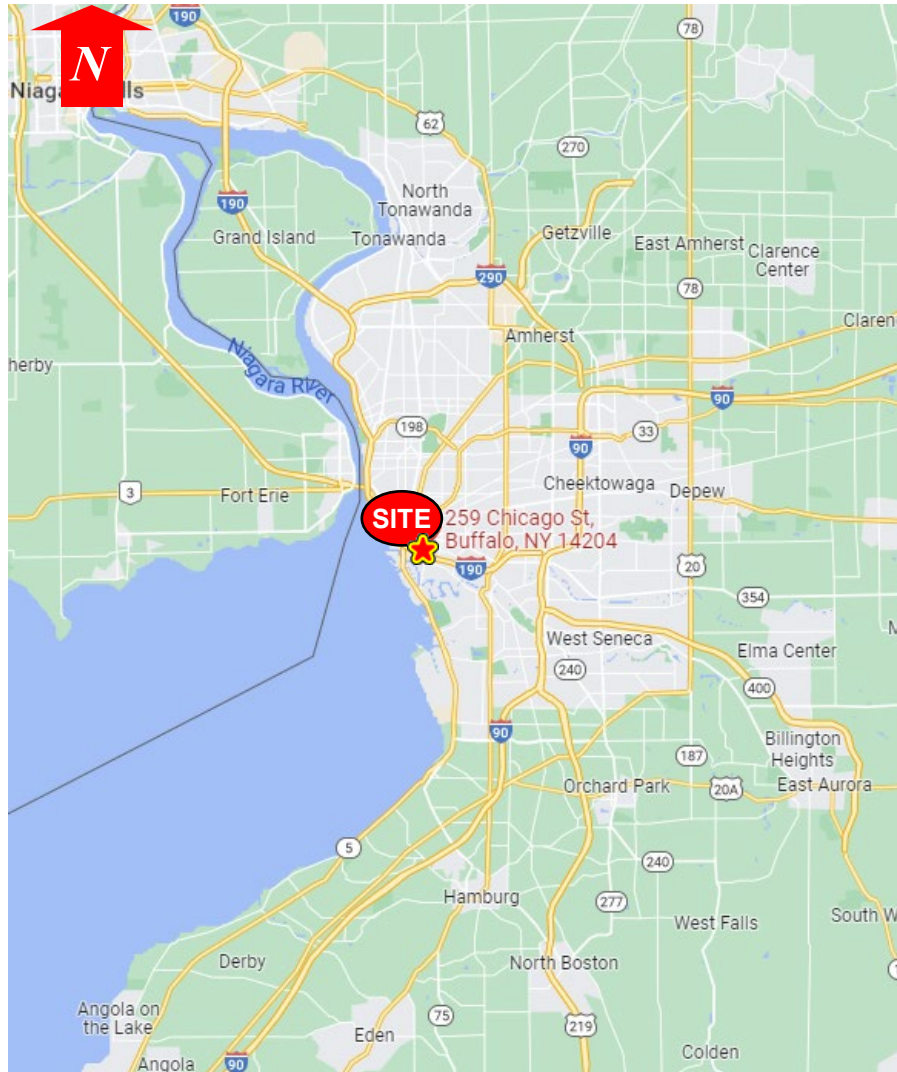 190
78
N
Niag
lls
62
270
North
Tonawanda
190
Getzville
Grand Island
Tonawanda
East Amherst
Clarence
Center
290
78
Claren
Amherst
herby
Niagara River
90
198
33
90
Cheektowaga
3
Fort Erie
Depew
SITE
259 Chicago St,
Buffalo, NY 14204
190
20
354
West Seneca
240
Elma Center
400
90
Billington
Heights
187
Orchard Park
20A
East Aurora
5
240
Hamburg
277
West Falls
South W
Derby
North Boston
Angola on
the Lake
75
219
Eden
Colden
Angola
90